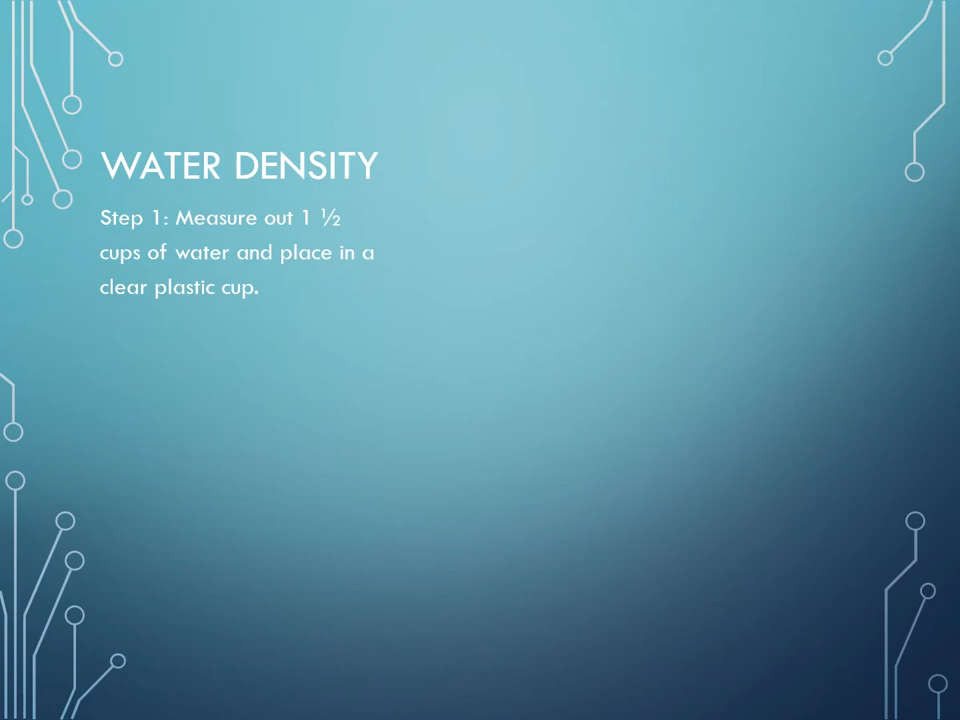 WATER DENSITY
Step 1: Measure out 1 ½
cups of water and place in a
clear plastic cup.